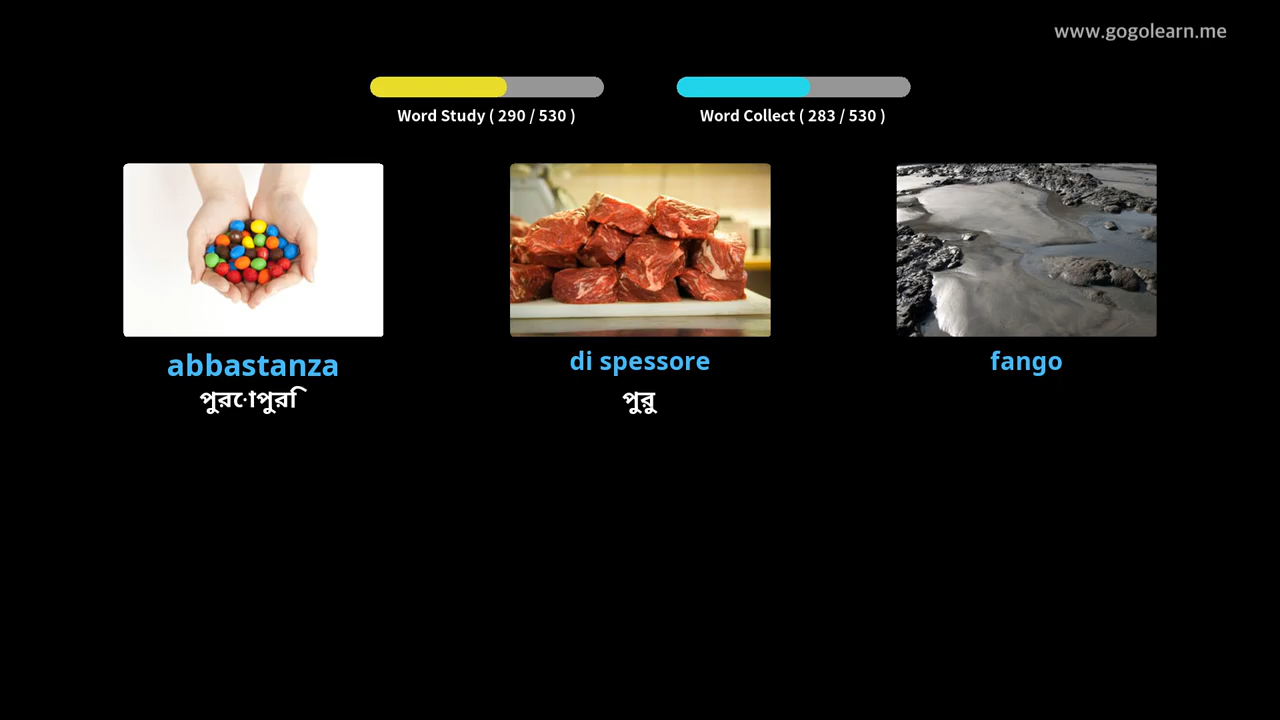 www.gogolearn.me
Word Study ( 290 / 530 )
Word Collect ( 283 / 530 )
abbastanza
di spessore
fango
পুরোপুরি
পুরু